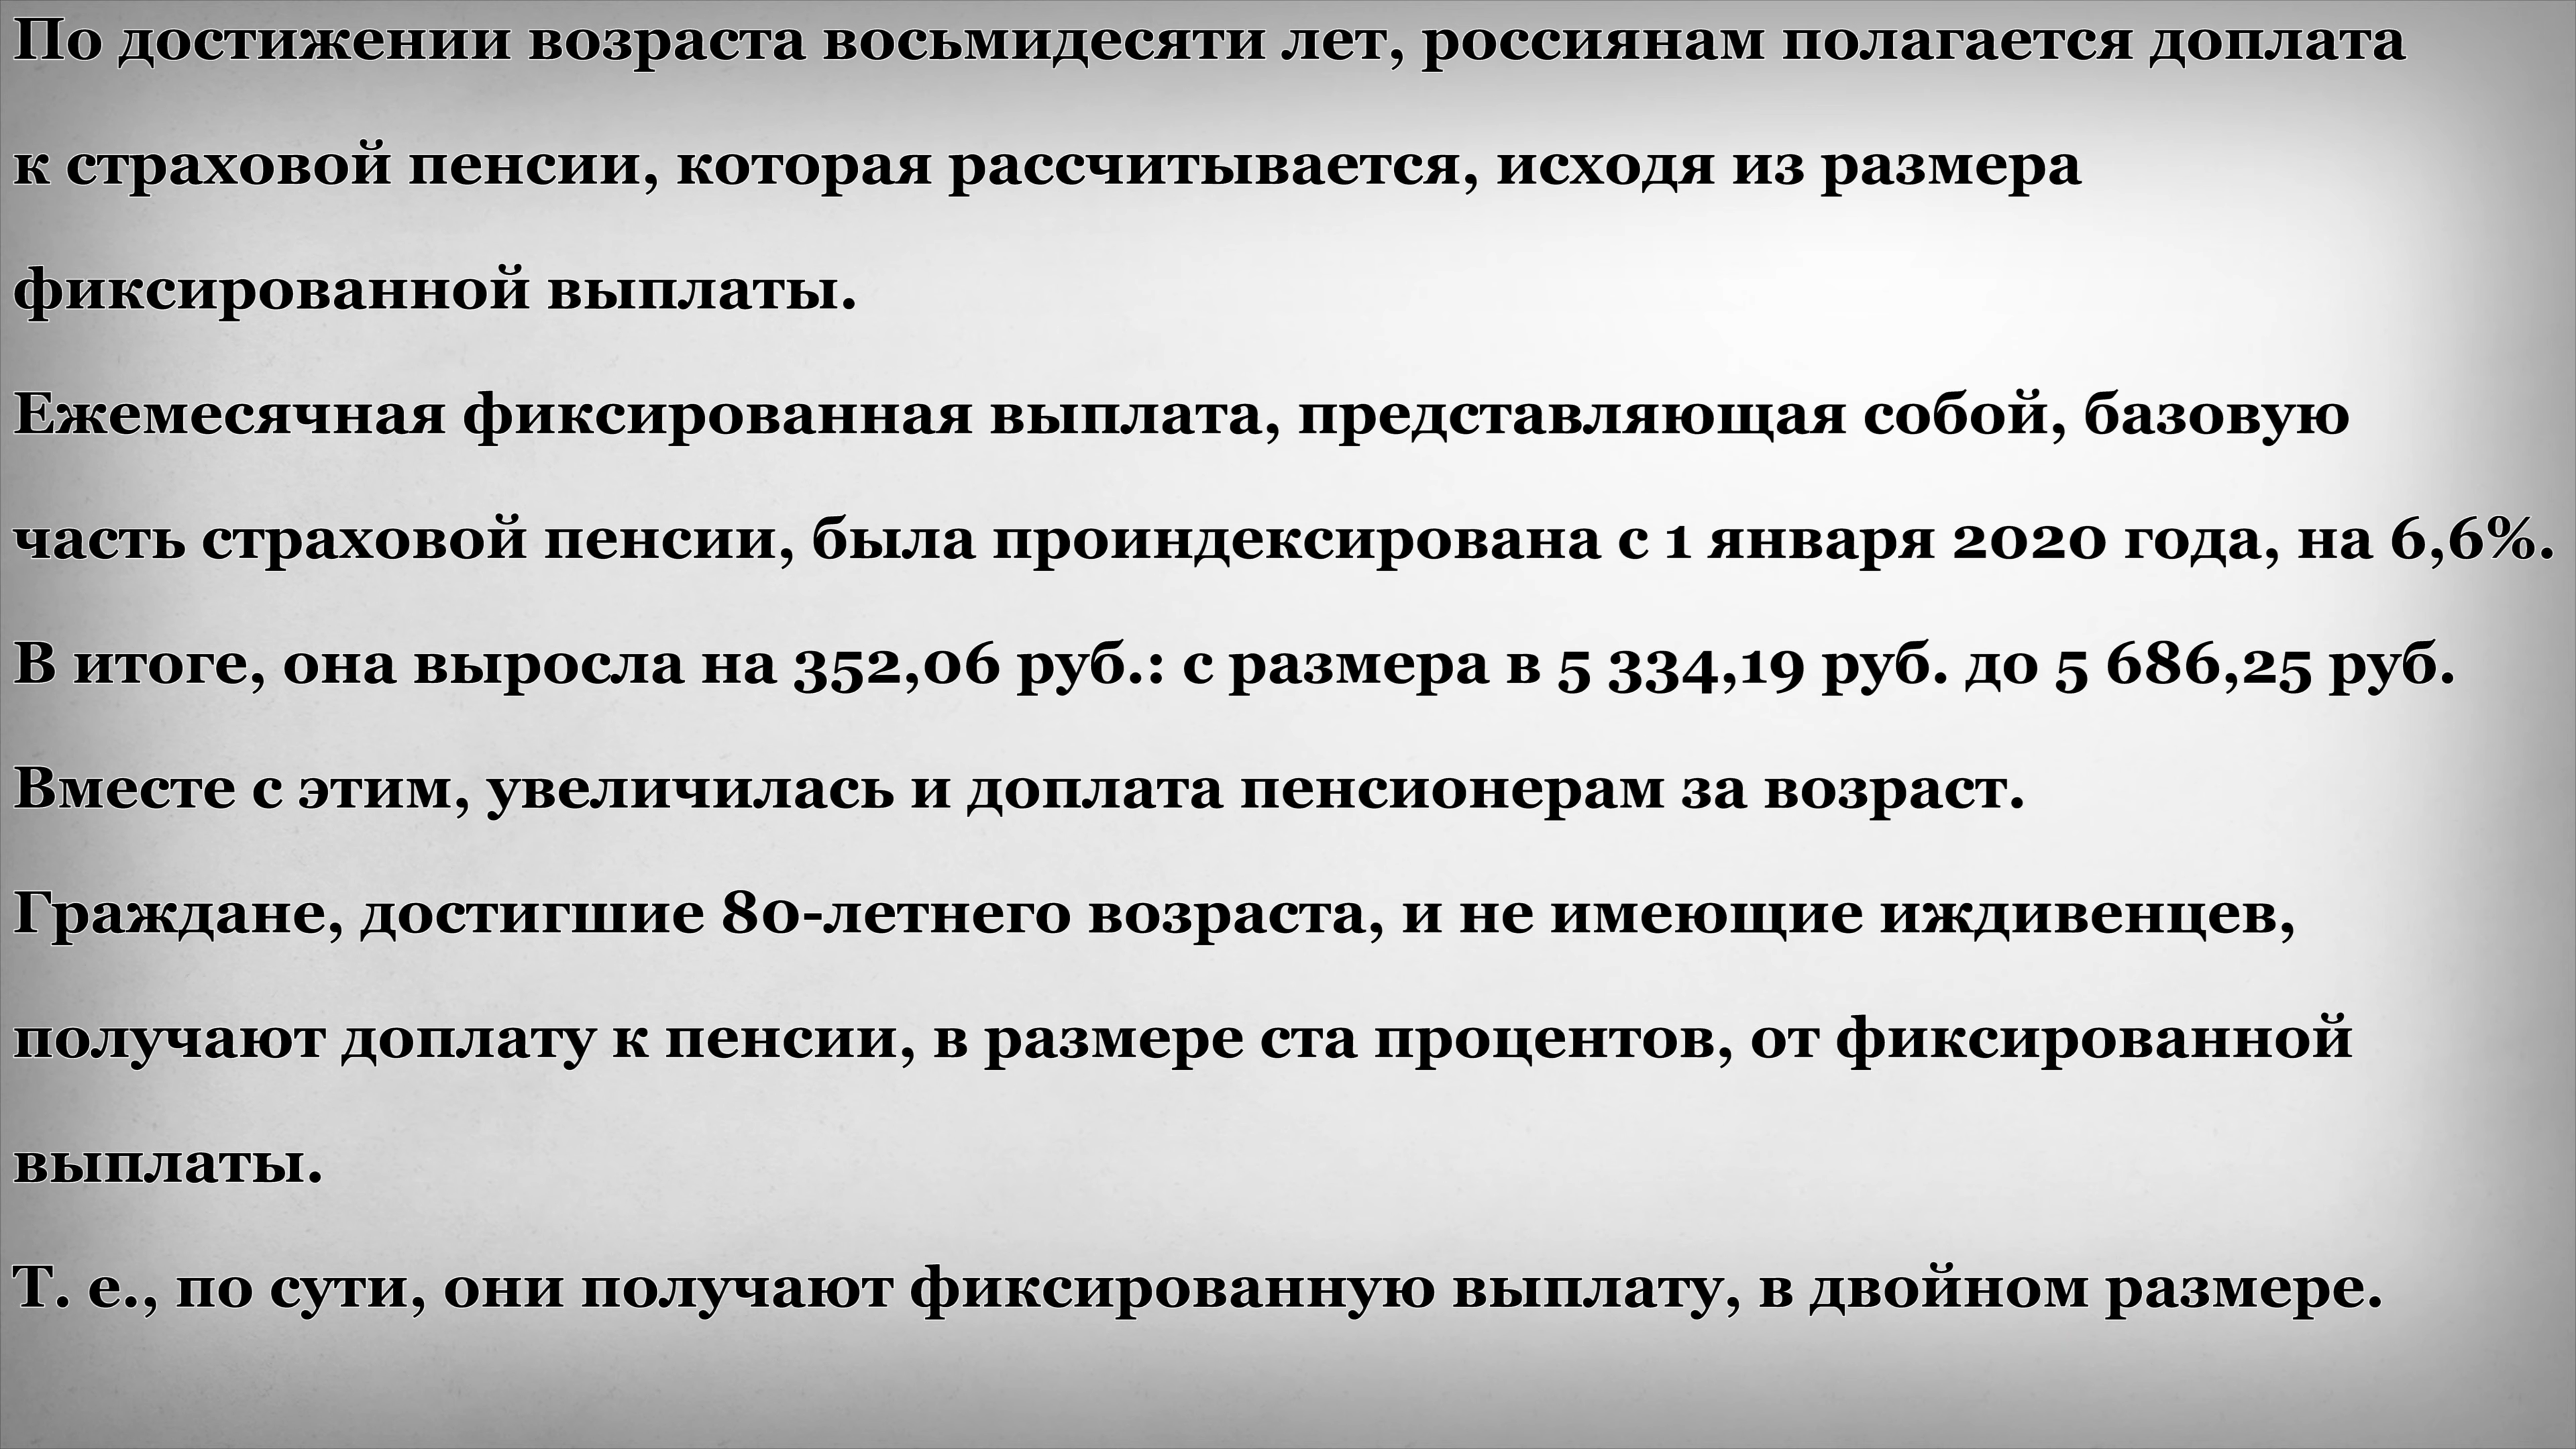 По достижении возраста восьмидесяти лет, россиянам полагается доплата
к страховой пенсии, которая рассчитывается, исходя из размера
фиксированной выплаты.
Ежемесячная фиксированная выплата, представляющая собой, базовую
часть страховой пенсии, была проиндексирована с 1 января 2020 года, на 6,6%.
В итоге, она выросла на 352,06 руб.: с размера в 5 334,19 руб. до 5 686,25 руб.
Вместе с этим, увеличилась и доплата пенсионерам за возраст.
Граждане, достигшие 80-летнего возраста, и не имеющие иждивенцев,
получают доплату к пенсии, в размере ста процентов, от фиксированной
выплаты.
Т. е., по сути, они получают фиксированную выплату, в двойном размере.